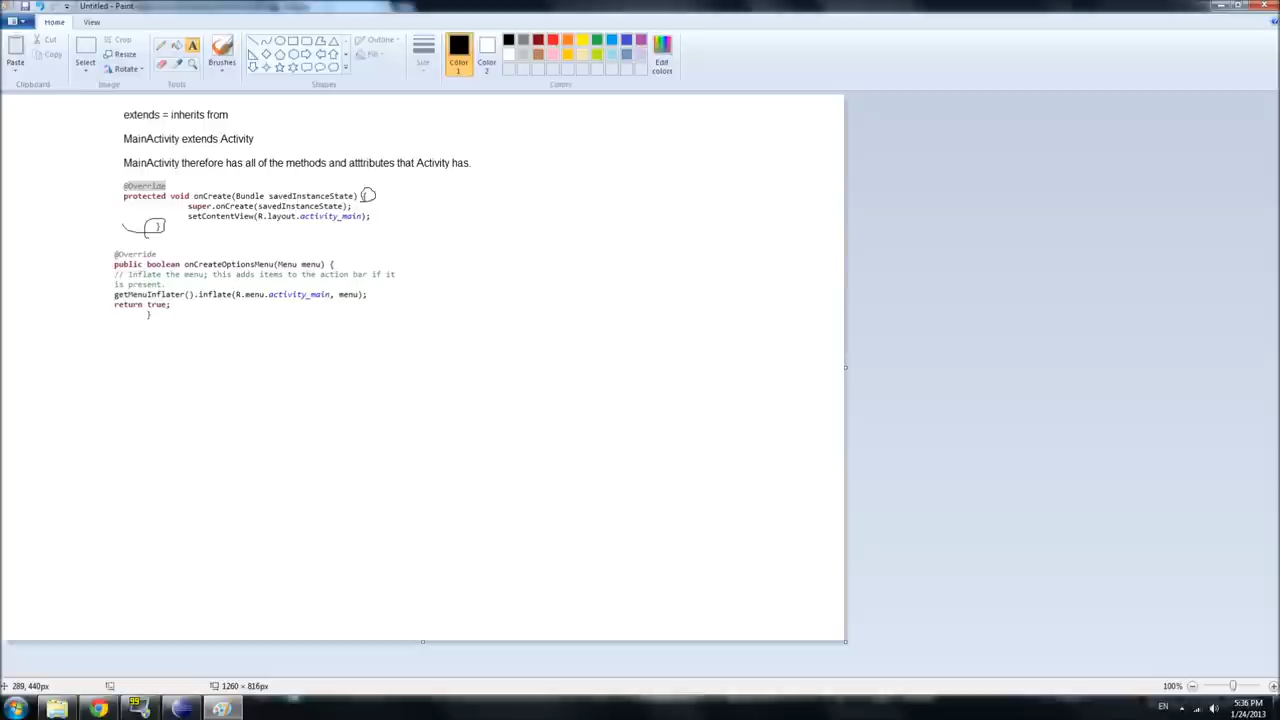 Untitled - Paint
Home
View
Paste
Cut
Copy
Clipboard
Select
Crop
Resize
Rotate
Image
A
Tools
Brushes
Shapes
Outline
Fill
Size
Color 1
Color 2
Edit colors
Colors
extends = inherits from
MainActivity extends Activity
MainActivity therefore has all of the methods and atttributes that Activity has.
@Override
protected void onCreate(Bundle savedInstanceState) {
super.onCreate(savedInstanceState);
setContentView(R.layout.activity_main);
}
@Override
public boolean onCreateOptionsMenu(Menu menu) {
// Inflate the menu; this adds items to the action bar if it
is present.
getMenuInflater().inflate(R.menu.activity_main, menu);
return true;
}
289, 440px
1260 × 816px
100%
99
EN
5:36 PM
1/24/2013